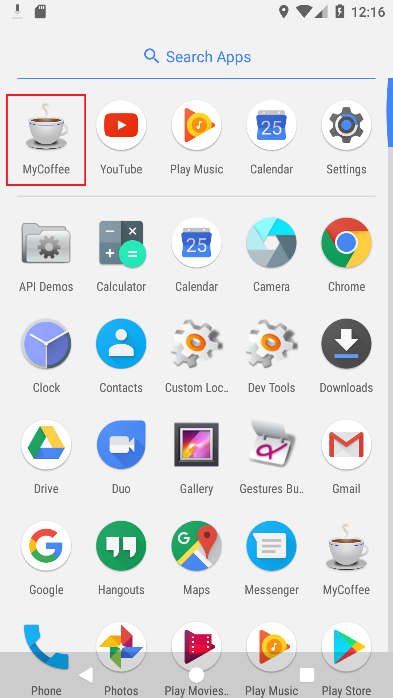 12:16
Search Apps
MyCoffee YouTube Play Music Calendar Settings
25
API Demos Calculator Calendar Camera Chrome
25
Clock Contacts Custom Loc.. Dev Tools Downloads
Drive Duo Gallery Gestures Bu.. Gmail
Google Hangouts Maps Messenger MyCoffee
G
G
Phone Photos Play Movies.. Play Music Play Store